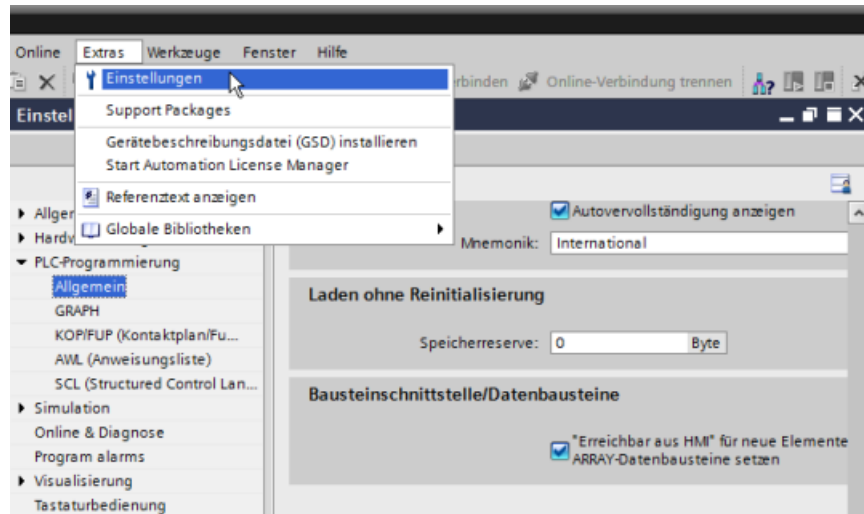 Online Extras Werkzeuge Fenster Hilfe
Einstellungen
rbinden Online-Verbindung trennen
Einstel
Support Packages
Gerätebeschreibungsdatei (GSD) installieren
Start Automation License Manager
Referenztext anzeigen
Globale Bibliotheken
Allger
Autovervollständigung anzeigen
Hardw
Mnemonik: International
PLC-Programmierung
Allgemein
Laden ohne Reinitialisierung
GRAPH
KOP/FUP (Kontaktplan/Fu...
Speicherreserve: 0 Byte
AWL (Anweisungsliste)
SCL (Structured Control Lan...
Bausteinschnittstelle/Datenbausteine
Simulation
Online & Diagnose
"Erreichbar aus HMI" für neue Elemente
Program alarms
ARRAY-Datenbausteine setzen
Visualisierung
Tastaturbedienung